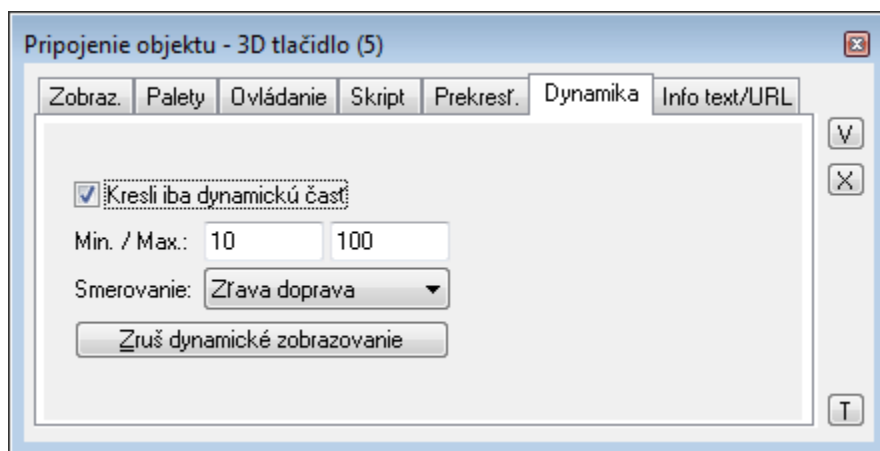 Pripojenie objektu - 3D tlačidlo (5)
Zobraz. Palety Ovládanie Skript Prekresľ. Dynamika Info text/URL
V
X
Kresli iba dynamickú časť
Min. / Max.: 10 100
Smerovanie: Zľava doprava
Zruš dynamické zobrazovanie
T